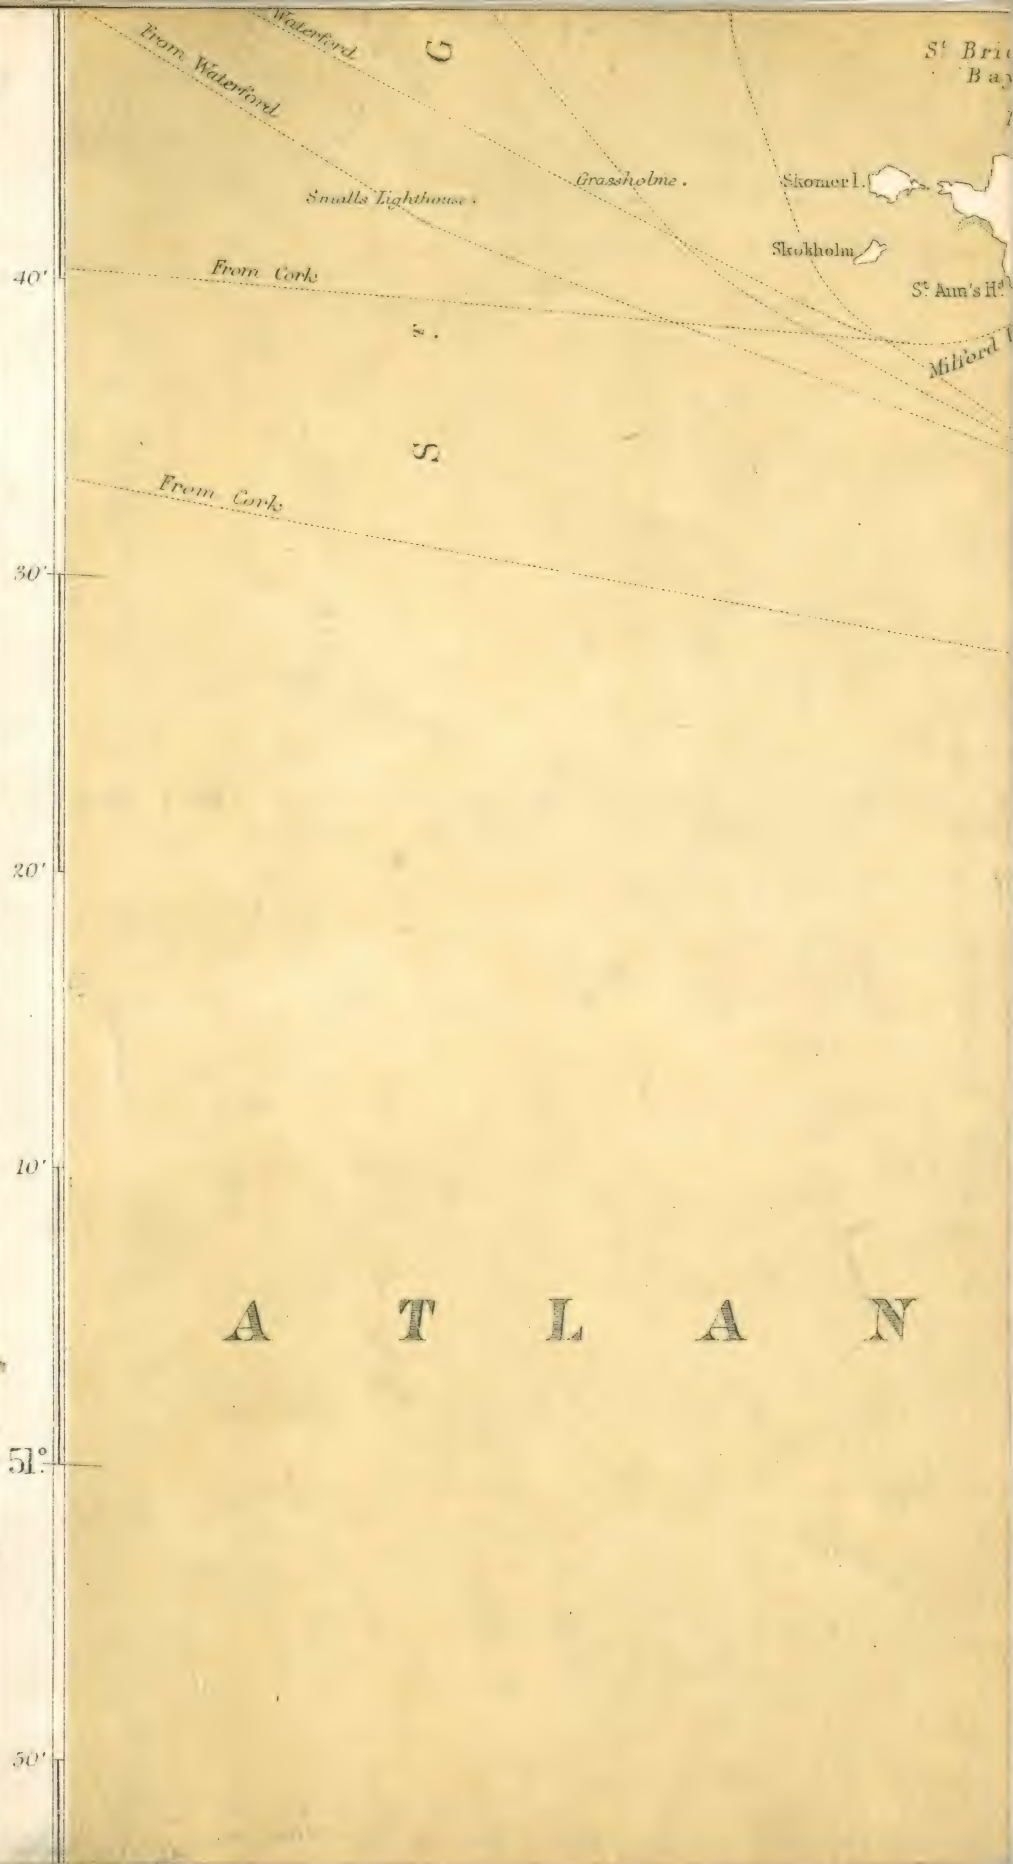 Waterford
From Waterford
G
St Bri
Bay
Grassholme .
Skomer I.
Smalls Lighthouse .
Skokholm
From Cork
40'
St Ann's Hd
Milford
S
From Cork
30'
20'
10'
A T L A N
51°
50'